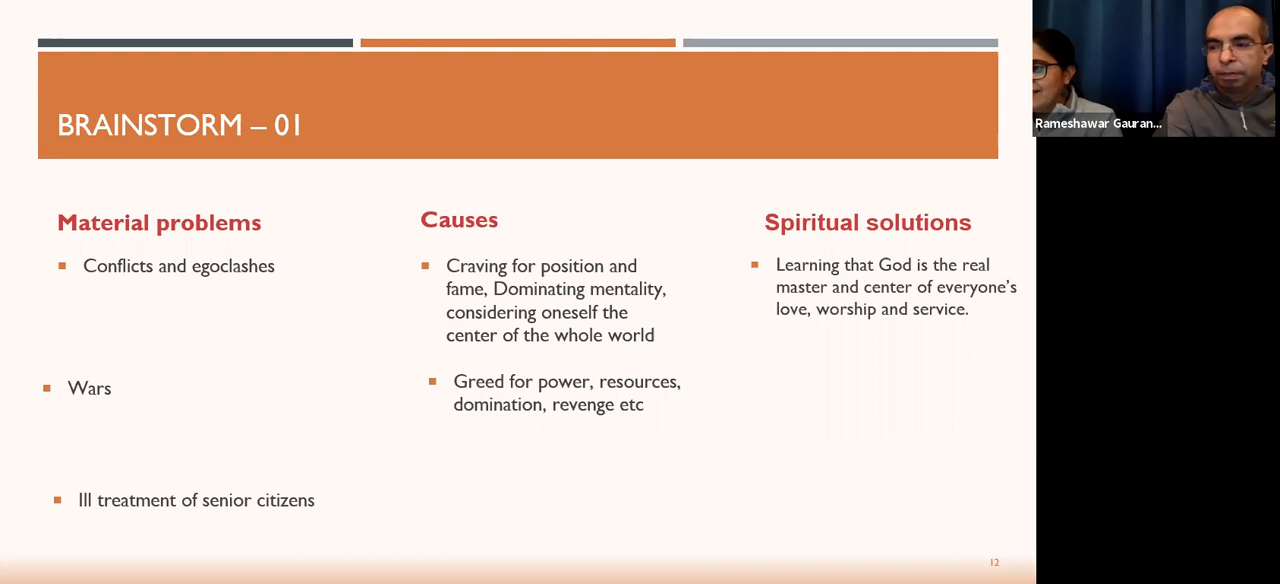 BRAINSTORM – 01
Material problems
Conflicts and egoclashes
Wars
Ill treatment of senior citizens
Causes
Craving for position and
fame, Dominating mentality,
considering oneself the
center of the whole world
Greed for power, resources,
domination, revenge etc
Spiritual solutions
Learning that God is the real
master and center of everyone's
love, worship and service.
12
Rameshawar Gauran...